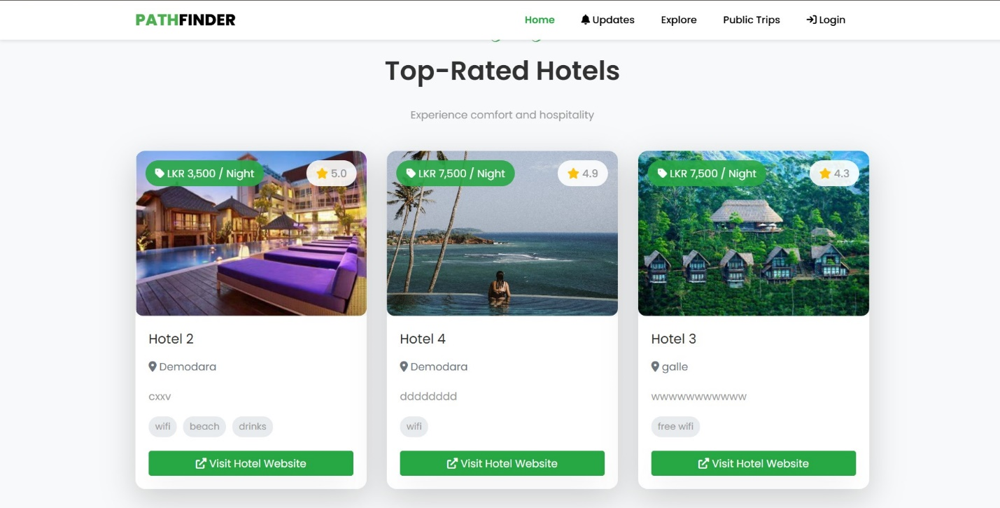 PATHFINDER
Home Updates Explore Public Trips Login
Top-Rated Hotels
Experience comfort and hospitality
LKR 3,500 / Night 5.0
LKR 7,500 / Night 4.9
LKR 7,500 / Night 4.3
Hotel 2
Demodara
cxxv
wifi beach drinks
Visit Hotel Website
Hotel 4
Demodara
dddddddd
wifi
Visit Hotel Website
Hotel 3
galle
wwwwwwwwwww
free wifi
Visit Hotel Website